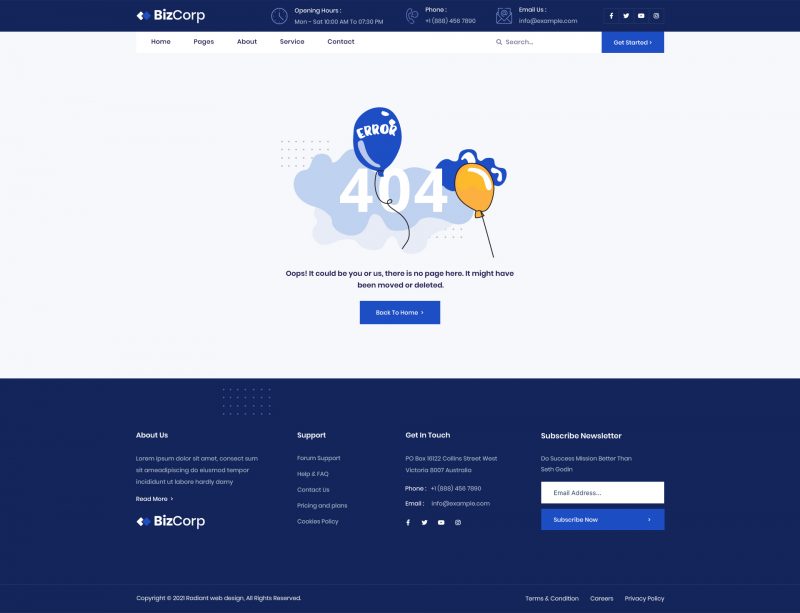 BizCorp
Opening Hours :
Mon - Sat 10:00 AM To 07:30 PM
Phone :
+1 (888) 456 7890
Email Us :
info@example.com
Home Pages About Service Contact
Search...
Get Started ›
ERROR
404
Oops! It could be you or us, there is no page here. It might have
been moved or deleted.
Back To Home ›
About Us
Lorem ipsum dolor sit amet, consect sum
sit ameadipiscing do eiusmod tempor
incididunt ut labore hardly damy
Read More ›
BizCorp
Support
Forum Support
Help & FAQ
Contact Us
Pricing and plans
Cookies Policy
Get In Touch
PO Box 16122 Collins Street West
Victoria 8007 Australia
Phone : +1 (888) 456 7890
Email : info@example.com
Subscribe Newsletter
Do Success Mission Better Than
Seth Godin
Email Address...
Subscribe Now ›
Copyright © 2021 Radiant web design, All Rights Reserved.
Terms & Condition Careers Privacy Policy